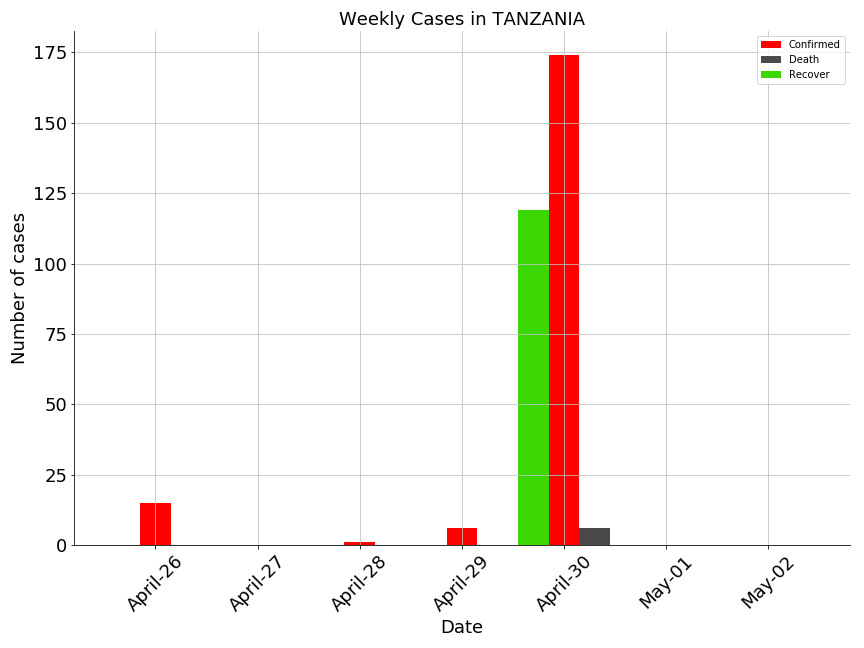 Weekly Cases in TANZANIA
Confirmed
Death
Recover
Number of cases
175
150
125
100
75
50
25
0
April-26
April-27
April-28
April-29
April-30
May-01
May-02
Date